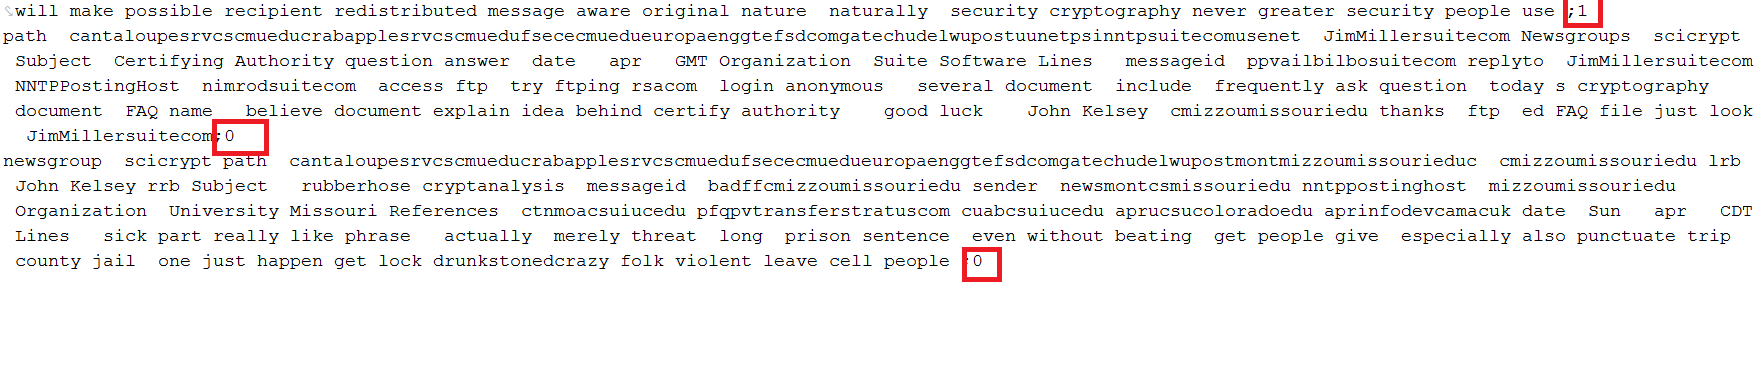 will make possible recipient redistributed message aware original nature naturally security cryptography never greater security people use ;1
path cantaloupesrvcscmueducrabapplesrvcscmuedufsececmuedueuropaenggtefsdcomgatechudelwupostuunetpsinntpsuitecomusenet JimMillersuitecom Newsgroups scicrypt
Subject Certifying Authority question answer date apr GMT Organization Suite Software Lines messageid ppvailbilbosuitecom replyto JimMillersuitecom
NNTPPostingHost nimrodsuitecom access ftp try ftping rsacom login anonymous several document include frequently ask question today s cryptography
document FAQ name believe document explain idea behind certify authority good luck John Kelsey cmizzoumissouriedu thanks ftp ed FAQ file just look
JimMillersuitecom;0
newsgroup scicrypt path cantaloupesrvcscmueducrabapplesrvcscmuedufsececmuedueuropaenggtefsdcomgatechudelwupostmontmizzoumissourieduc cmizzoumissouriedu lrb
John Kelsey rrb Subject rubberhose cryptanalysis messageid badffcmizzoumissouriedu sender newsmontcsmissouriedu nntppostinghost mizzoumissouriedu
Organization University Missouri References ctnmoacsuiucedu pfqpvtransferstratuscom cuabcsuiucedu aprucsucoloradoedu aprinfodevcamacuk date Sun apr CDT
Lines sick part really like phrase actually merely threat long prison sentence even without beating get people give especially also punctuate trip
county jail one just happen get lock drunkstonedcrazy folk violent leave cell people ;0